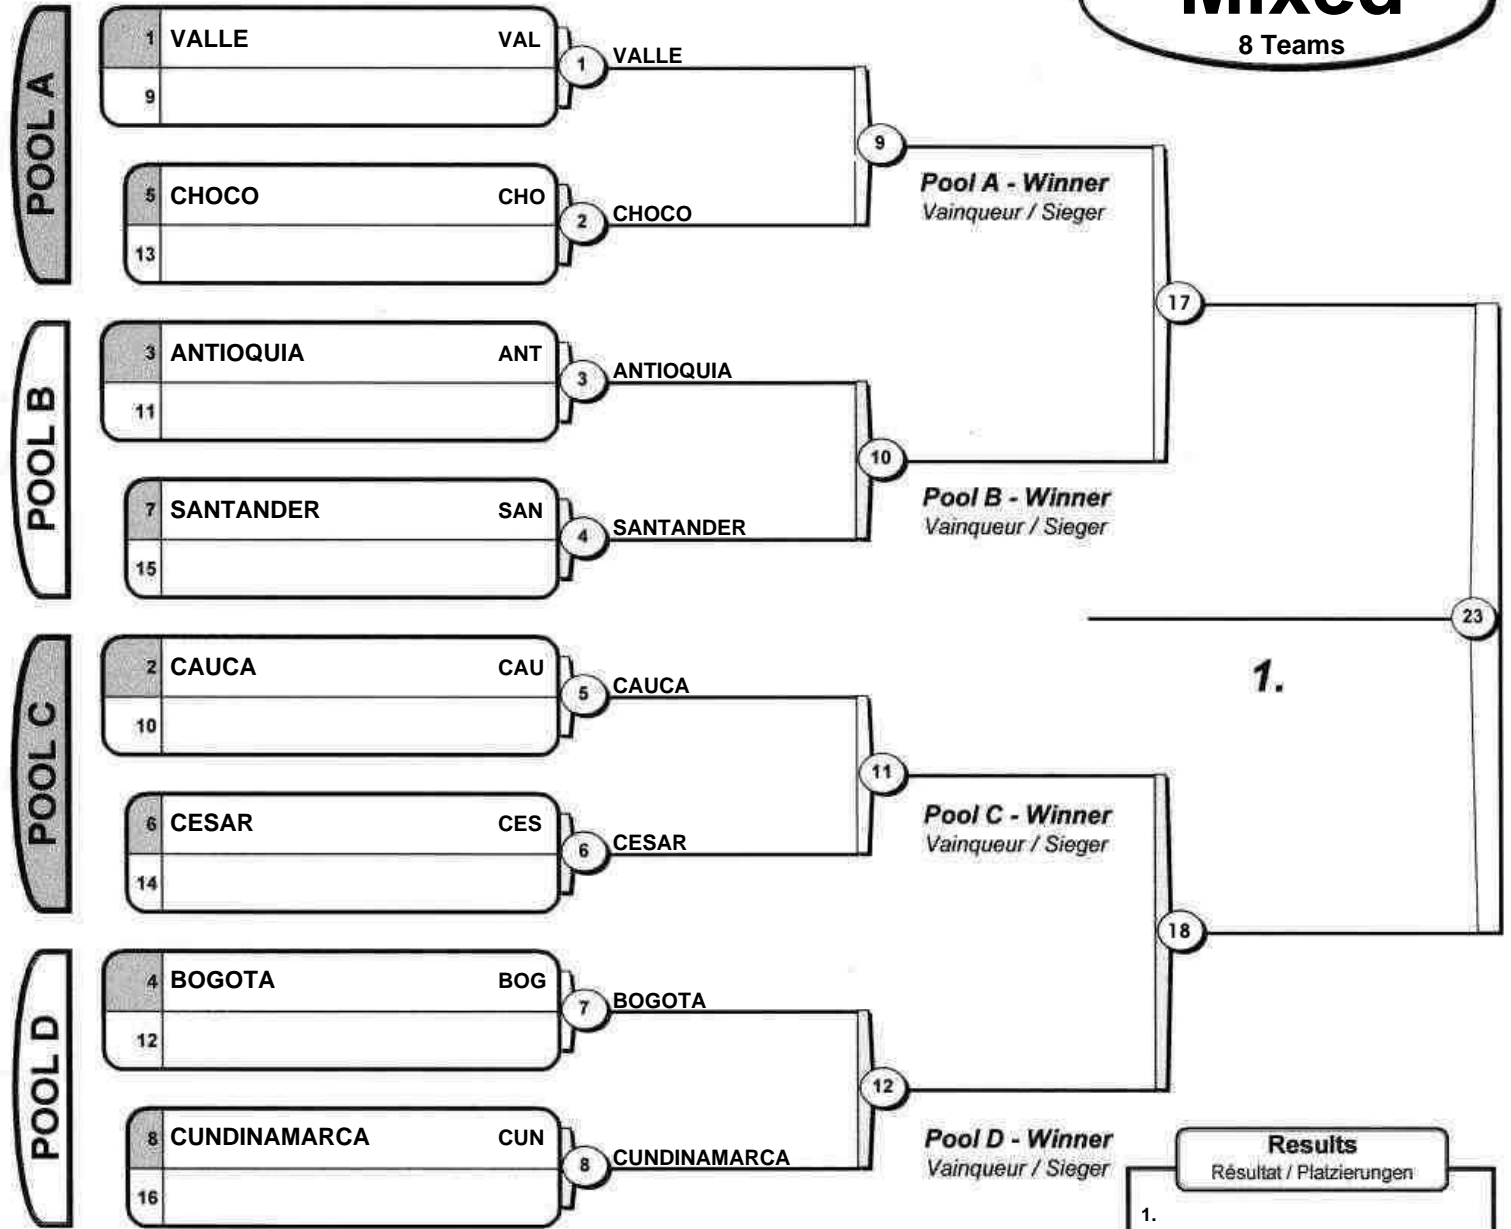 Mixed
8 Teams
POOL A
1 VALLE VAL
9
1 VALLE
5 CHOCO CHO
13
2 CHOCO
9
Pool A - Winner
Vainqueur / Sieger
POOL B
3 ANTIOQUIA ANT
11
3 ANTIOQUIA
7 SANTANDER SAN
15
4 SANTANDER
10
Pool B - Winner
Vainqueur / Sieger
17
POOL C
2 CAUCA CAU
10
5 CAUCA
6 CESAR CES
14
6 CESAR
11
Pool C - Winner
Vainqueur / Sieger
POOL D
4 BOGOTA BOG
12
7 BOGOTA
8 CUNDINAMARCA CUN
16
8 CUNDINAMARCA
12
Pool D - Winner
Vainqueur / Sieger
18
23
1.
Results
Résultat / Platzierungen
1.